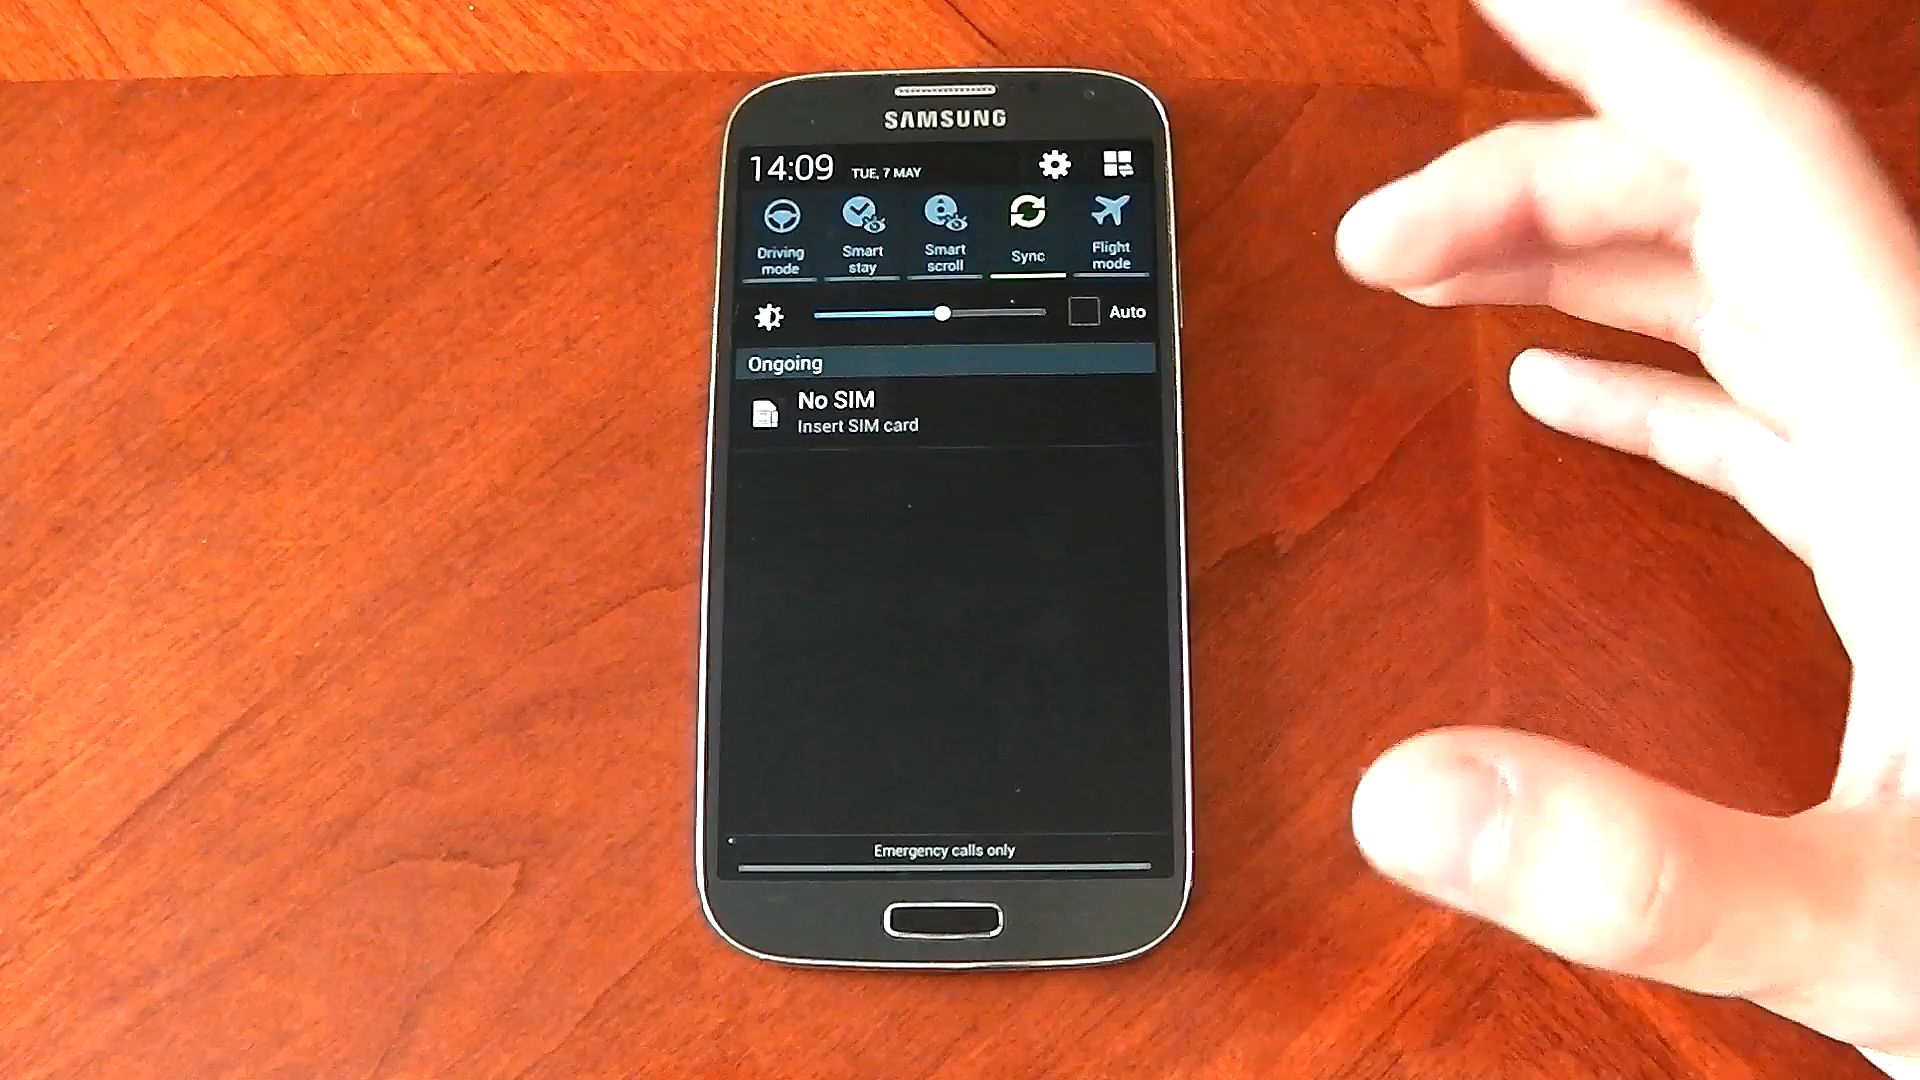 SAMSUNG
14:09 TUE, 7 MAY
Driving mode
Smart stay
Smart scroll
Sync
Flight mode
Auto
Ongoing
No SIM
Insert SIM card
Emergency calls only